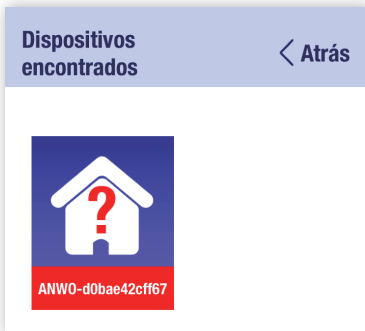 Dispositivos
encontrados
Atrás
?
ANWO-d0bae42cff67